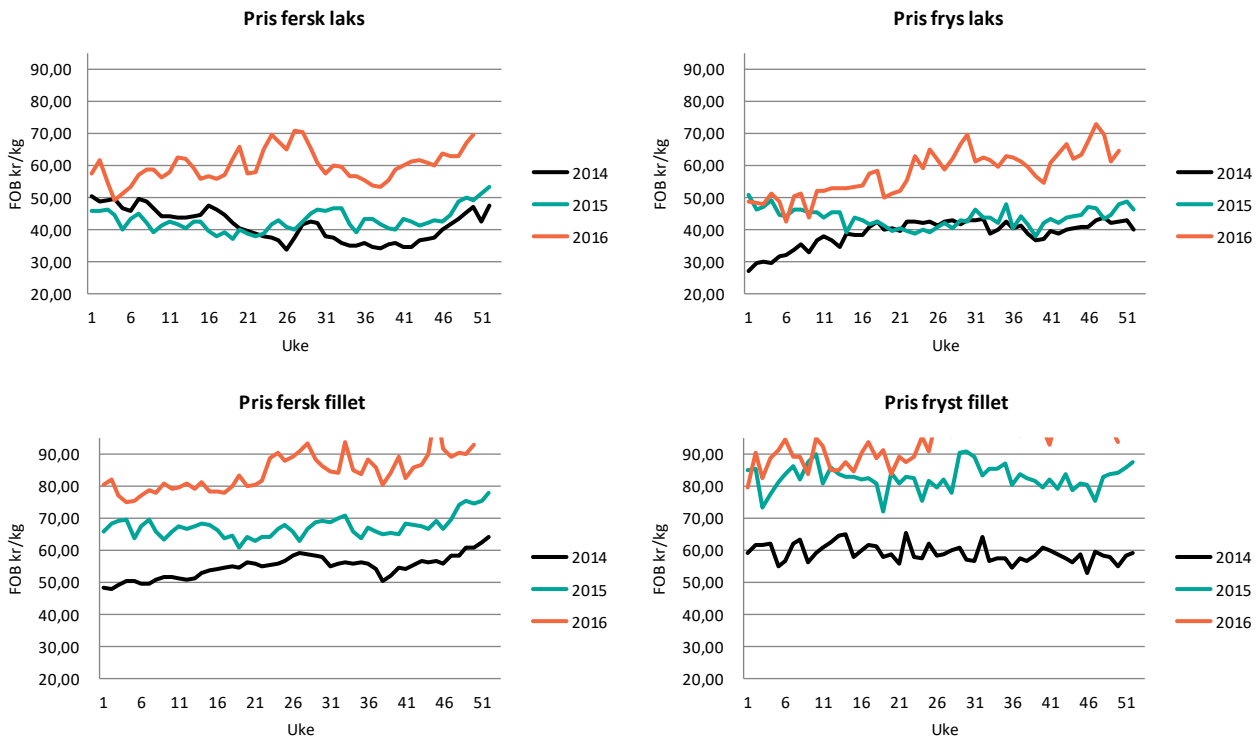 Pris fersk laks
90,00
80,00
70,00
60,00
50,00
40,00
30,00
20,00
FOB kr/kg
1 6 11 16 21 26 31 36 41 46 51
Uke
2014
2015
2016
Pris frys laks
90,00
80,00
70,00
60,00
50,00
40,00
30,00
20,00
FOB kr/kg
1 6 11 16 21 26 31 36 41 46 51
Uke
2014
2015
2016
Pris fersk fillet
90,00
80,00
70,00
60,00
50,00
40,00
30,00
20,00
FOB kr/kg
1 6 11 16 21 26 31 36 41 46 51
Uke
2014
2015
2016
Pris fryst fillet
90,00
80,00
70,00
60,00
50,00
40,00
30,00
20,00
FOB kr/kg
1 6 11 16 21 26 31 36 41 46 51
Uke
2014
2015
2016